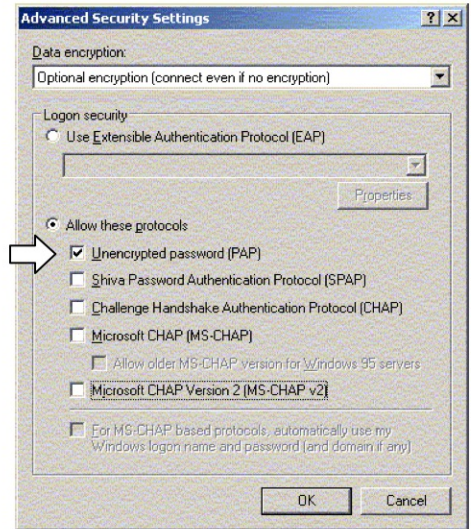 Advanced Security Settings
Data encryption:
Optional encryption (connect even if no encryption)
Logon security
Use Extensible Authentication Protocol (EAP)
Properties
Allow these protocols
Unencrypted password (PAP)
Shiva Password Authentication Protocol (SPAP)
Challenge Handshake Authentication Protocol (CHAP)
Microsoft CHAP (MS-CHAP)
Allow older MS-CHAP version for Windows 95 servers
Microsoft CHAP Version 2 (MS-CHAP v2)
For MS-CHAP based protocols, automatically use my
Windows logon name and password (and domain if any)
OK Cancel